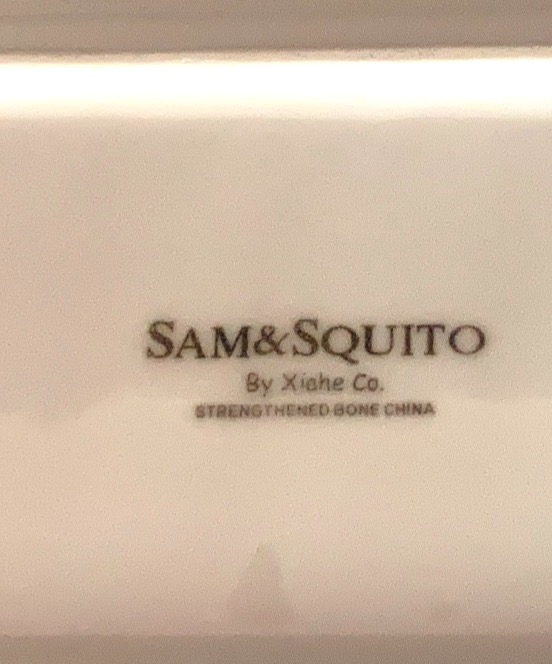 SAM&SQUITO
By Xiahe Co.
STRENGTHENED BONE CHINA